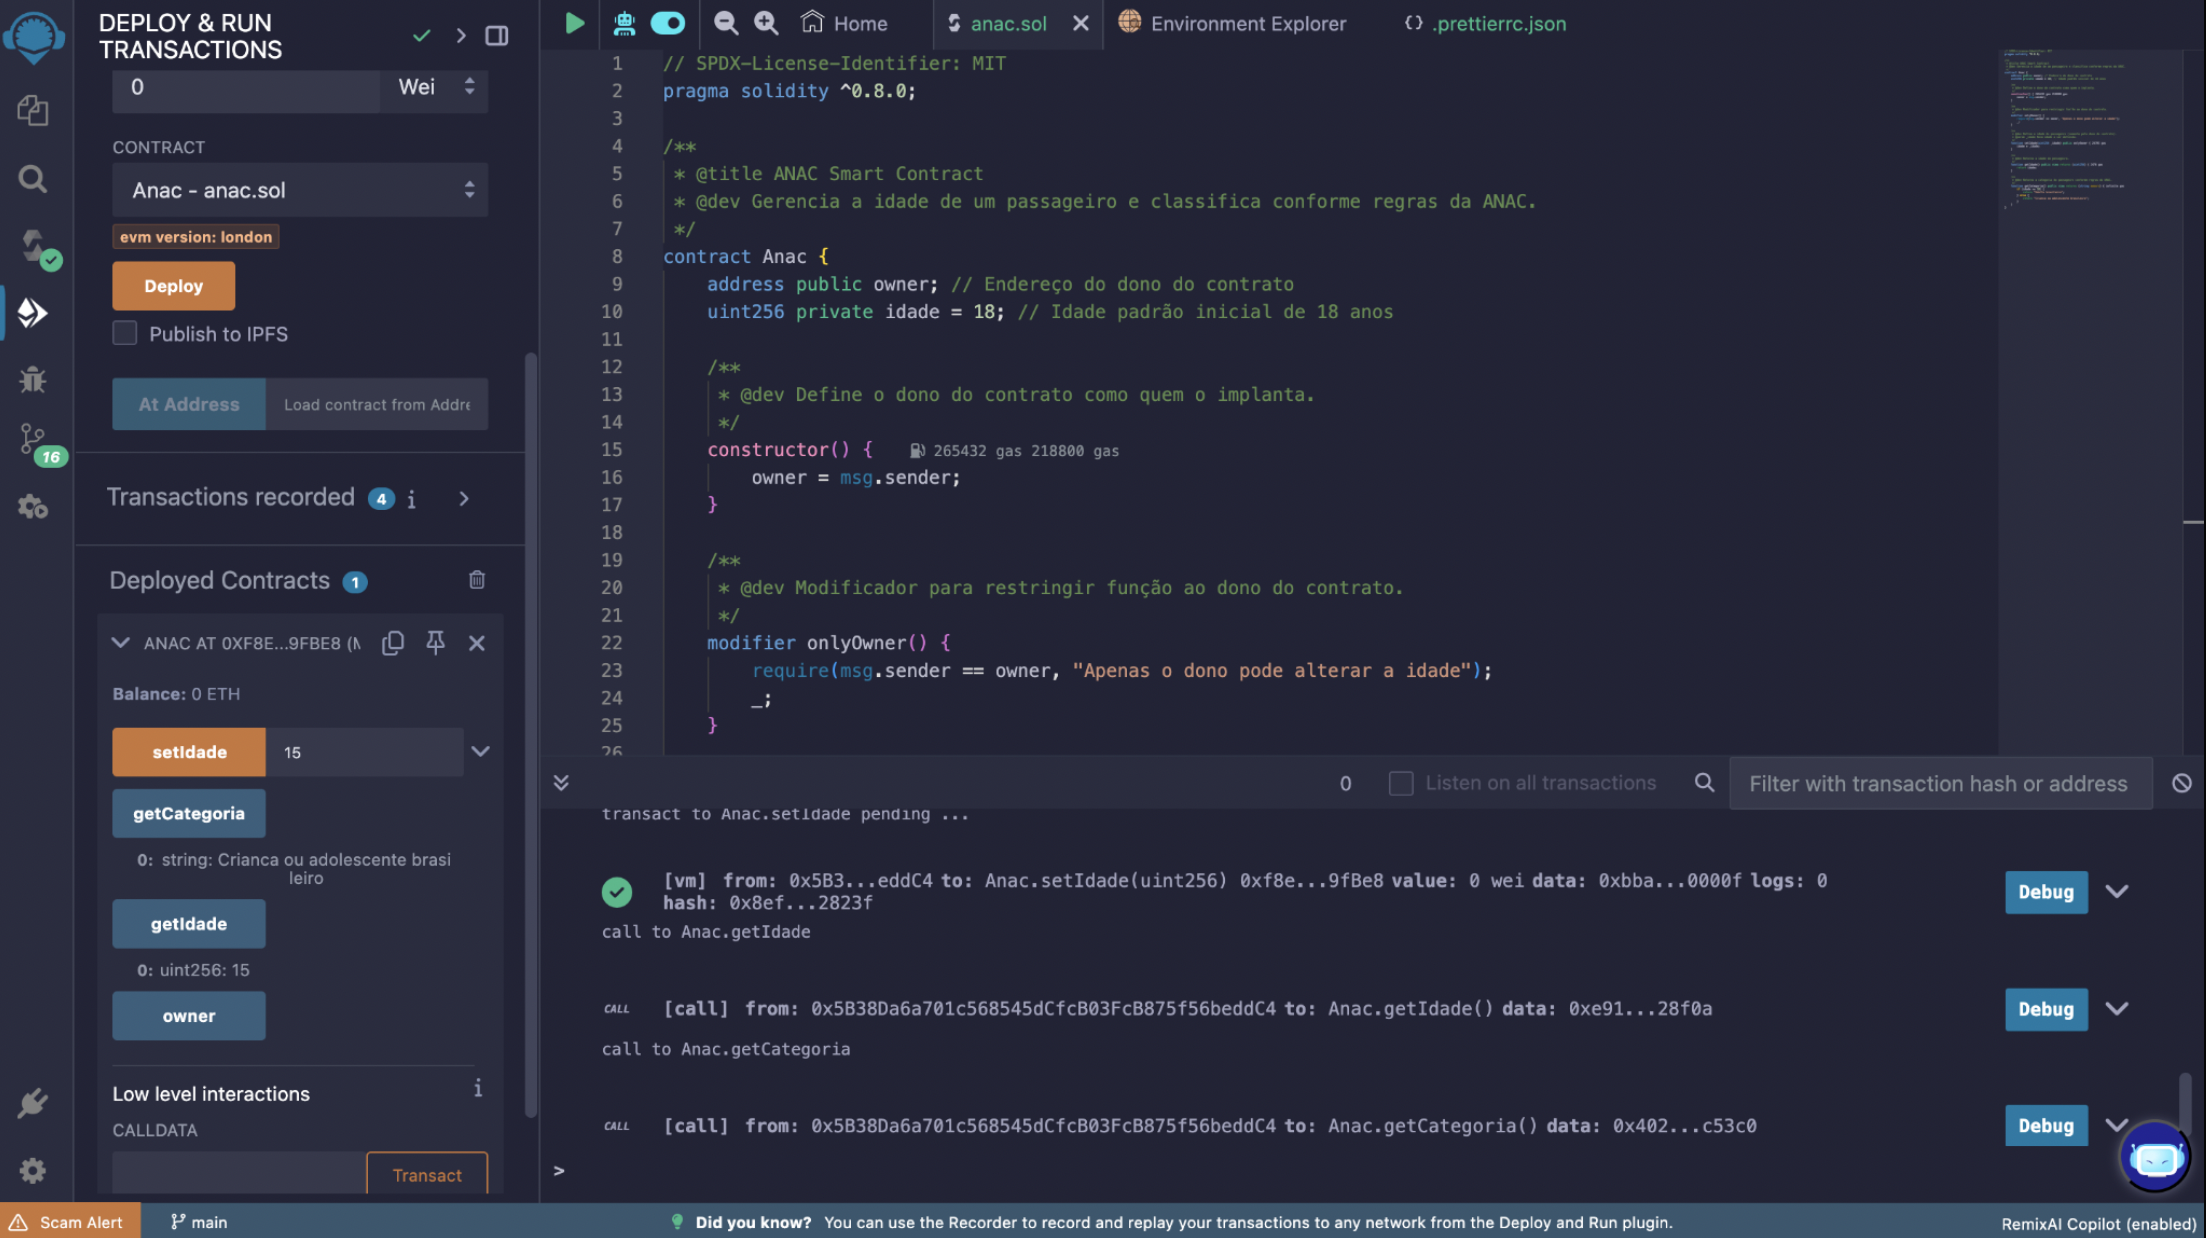 DEPLOY & RUN
TRANSACTIONS
0 Wei
CONTRACT
Anac - anac.sol
evm version: london
Deploy
Publish to IPFS
At Address Load contract from Addre
16
Transactions recorded 4 i
Deployed Contracts 1
ANAC AT 0XF8E...9FBE8 (M
Balance: 0 ETH
setIdade 15
getCategoria
0: string: Crianca ou adolescente brasi
leiro
getIdade
0: uint256: 15
owner
Low level interactions i
CALLDATA
Transact
Home anac.sol Environment Explorer {} .prettierrc.json
1 // SPDX-License-Identifier: MIT
2 pragma solidity ^0.8.0;
3
4 /**
5 * @title ANAC Smart Contract
6 * @dev Gerencia a idade de um passageiro e classifica conforme regras da ANAC.
7 */
8 contract Anac {
9 address public owner; // Endereço do dono do contrato
10 uint256 private idade = 18; // Idade padrão inicial de 18 anos
11
12 /**
13 * @dev Define o dono do contrato como quem o implanta.
14 */
15 constructor() { 265432 gas 218800 gas
16 owner = msg.sender;
17 }
18
19 /**
20 * @dev Modificador para restringir função ao dono do contrato.
21 */
22 modifier onlyOwner() {
23 require(msg.sender == owner, "Apenas o dono pode alterar a idade");
24 _;
25 }
26
0 Listen on all transactions Filter with transaction hash or address
transact to Anac.setIdade pending ...
[vm] from: 0x5B3...eddC4 to: Anac.setIdade(uint256) 0xf8e...9fBe8 value: 0 wei data: 0xbba...0000f logs: 0
hash: 0x8ef...2823f
Debug
call to Anac.getIdade
CALL [call] from: 0x5B38Da6a701c568545dCfcB03FcB875f56beddC4 to: Anac.getIdade() data: 0xe91...28f0a
Debug
call to Anac.getCategoria
CALL [call] from: 0x5B38Da6a701c568545dCfcB03FcB875f56beddC4 to: Anac.getCategoria() data: 0x402...c53c0
Debug
>
Scam Alert main Did you know? You can use the Recorder to record and replay your transactions to any network from the Deploy and Run plugin. RemixAI Copilot (enabled)